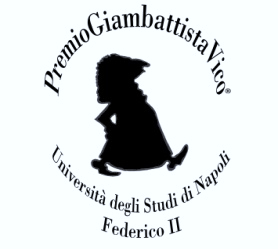 PremioGiambattistaVico®
Università degli Studi di Napoli
Federico II